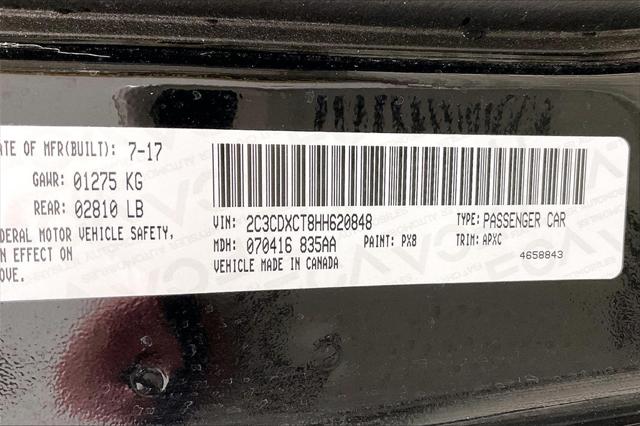 ATE OF MFR(BUILT): 7-17
GAWR: 01275 KG
REAR: 02810 LB
DERAL MOTOR VEHICLE SAFETY,
IN EFFECT ON
OVE.
VIN: 2C3CDXCT8HH620848
TYPE: PASSENGER CAR
MDH: 070416 835AA
PAINT: PX8
TRIM: APXC
VEHICLE MADE IN CANADA
4658843